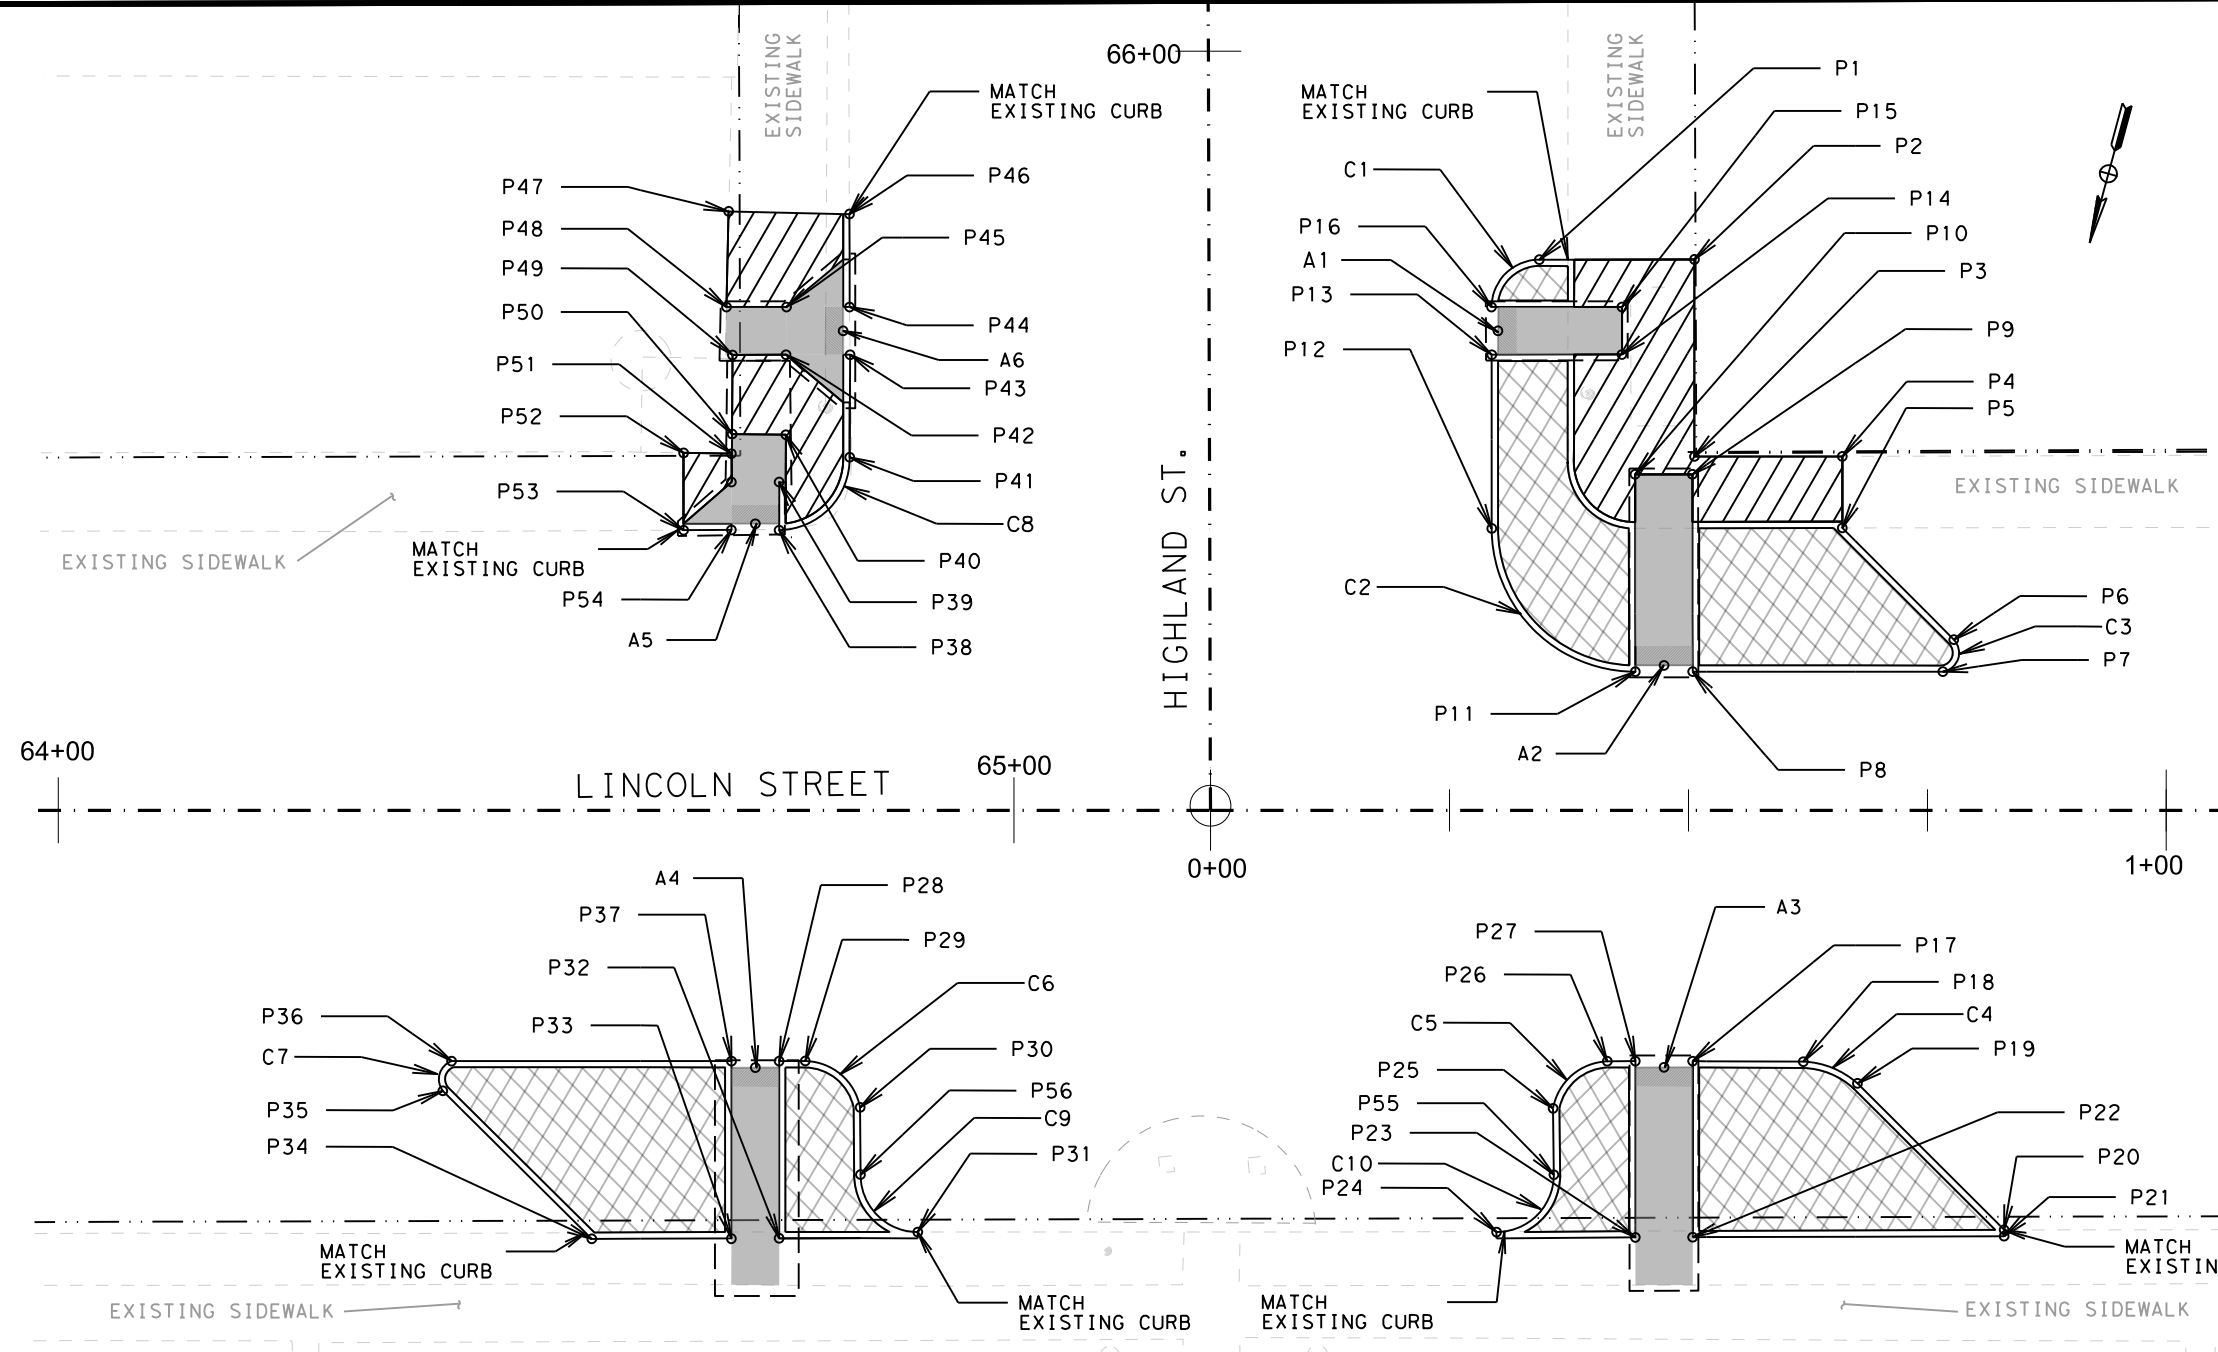 EXISTING
SIDEWALK
66+00
MATCH
EXISTING CURB
MATCH
EXISTING CURB
EXISTING
SIDEWALK
P1
P15
P2
P14
P10
P3
P9
P4
P5
C1
P16
A1
P13
P12
P47
P48
P49
P50
P51
P52
P53
P46
P45
P44
A6
P43
P42
P41
C8
P40
P39
P38
EXISTING SIDEWALK
MATCH
EXISTING CURB
P54
A5
HIGHLAND ST.
EXISTING SIDEWALK
C2
P6
C3
P7
P11
A2
P8
64+00
LINCOLN STREET
65+00
0+00
1+00
A4
P37
P32
P33
P28
P29
C6
P30
P56
C9
P31
P36
C7
P35
P34
MATCH
EXISTING CURB
EXISTING SIDEWALK
MATCH
EXISTING CURB
A3
P27
P26
C5
P25
P55
P23
C10
P24
P17
P18
C4
P19
P22
P20
P21
MATCH
EXISTING CURB
MATCH
EXISTIN
EXISTING SIDEWALK